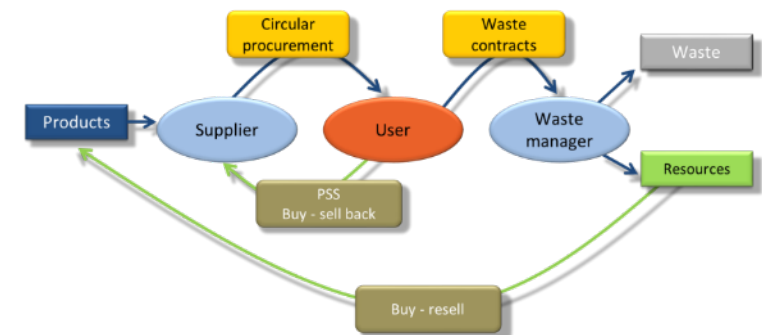 Circular
procurement
Waste
contracts
Waste
Products
Supplier
User
Waste
manager
Resources
PSS
Buy - sell back
Buy - resell